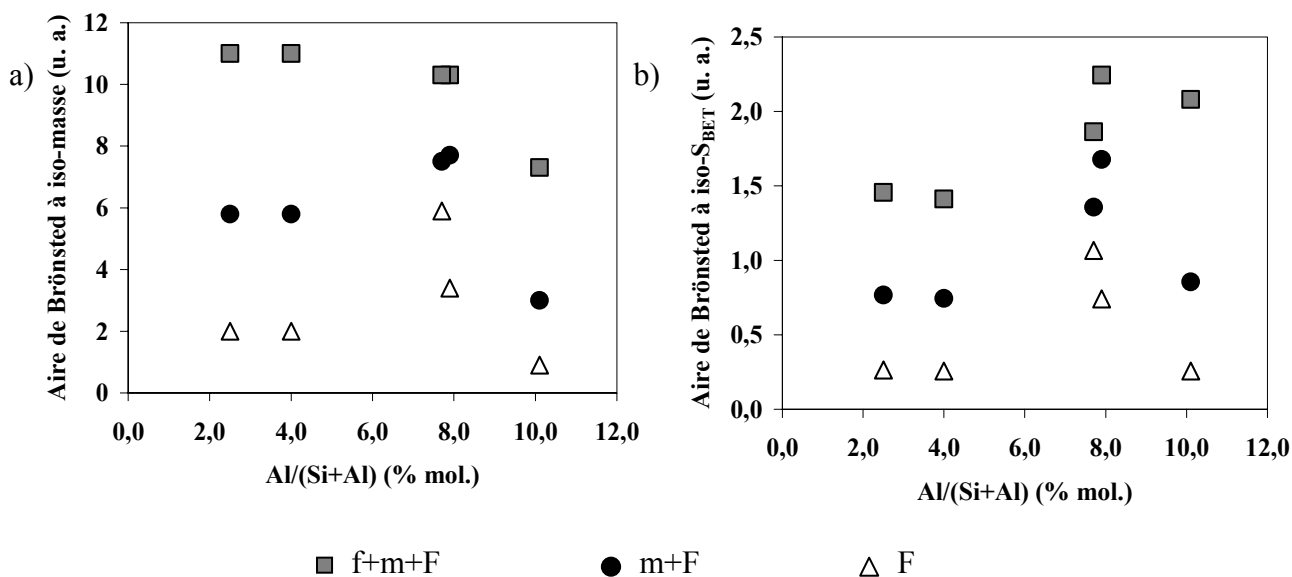 a)
Aire de Brönsted à iso-masse (u. a.)
12
10
8
6
4
2
0
0,0 2,0 4,0 6,0 8,0 10,0 12,0
Al/(Si+Al) (% mol.)
b)
Aire de Brönsted à iso-S_BET (u. a.)
2,5
2,0
1,5
1,0
0,5
0,0
0,0 2,0 4,0 6,0 8,0 10,0 12,0
Al/(Si+Al) (% mol.)
f+m+F m+F F